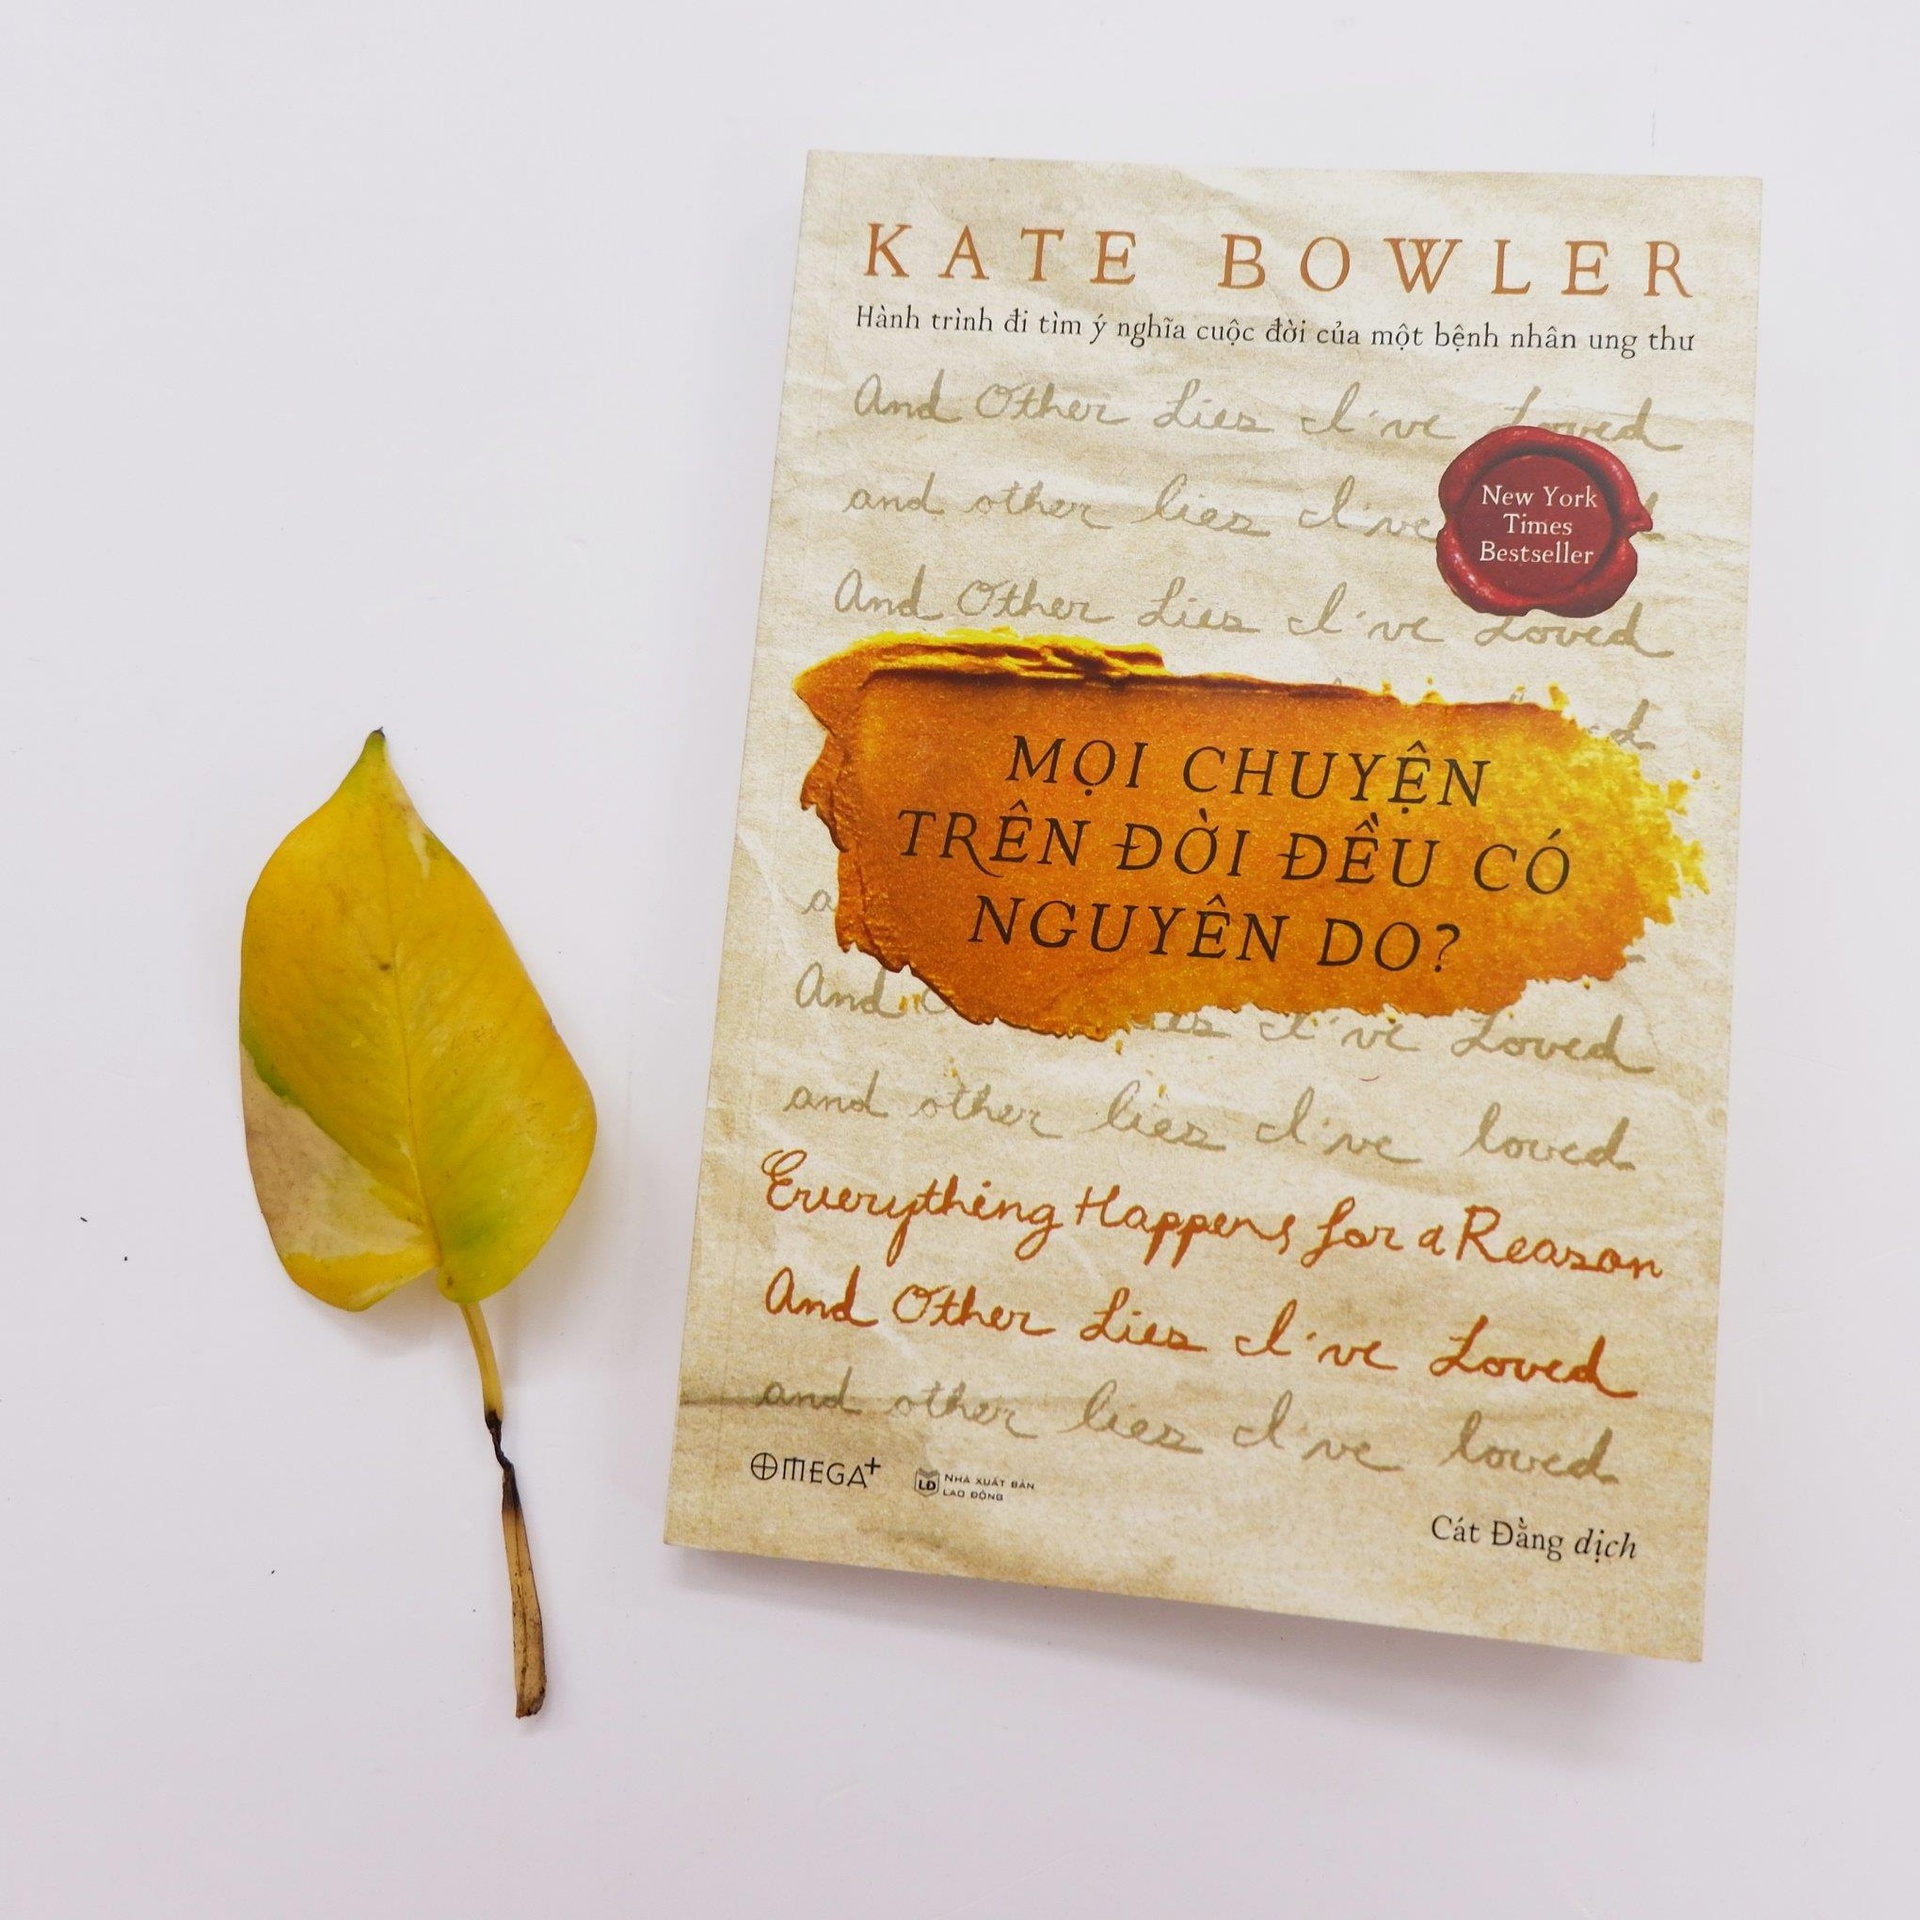 KATE BOWLER
Hành trình đi tìm ý nghĩa cuộc đời của một bệnh nhân ung thư
And Other Lies I've Loved
and other lies I've
New York
Times
Bestseller
And Other Lies I've Loved
MỌI CHUYỆN
TRÊN ĐỜI ĐỀU CÓ
NGUYÊN DO?
And I've Loved
and other lies I've loved
Everything Happens for a Reason
And Other Lies I've Loved
and other lies I've loved
OMEGA+
LD NHÀ XUẤT BẢN
LAO ĐỘNG
Cát Đằng dịch